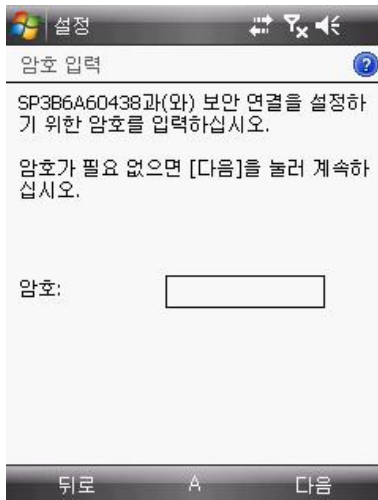 설정
암호 입력
SP3B6A60438과(와) 보안 연결을 설정하
기 위한 암호를 입력하십시오.
암호가 필요 없으면 [다음]을 눌러 계속하
십시오.
암호:
뒤로 A 다음